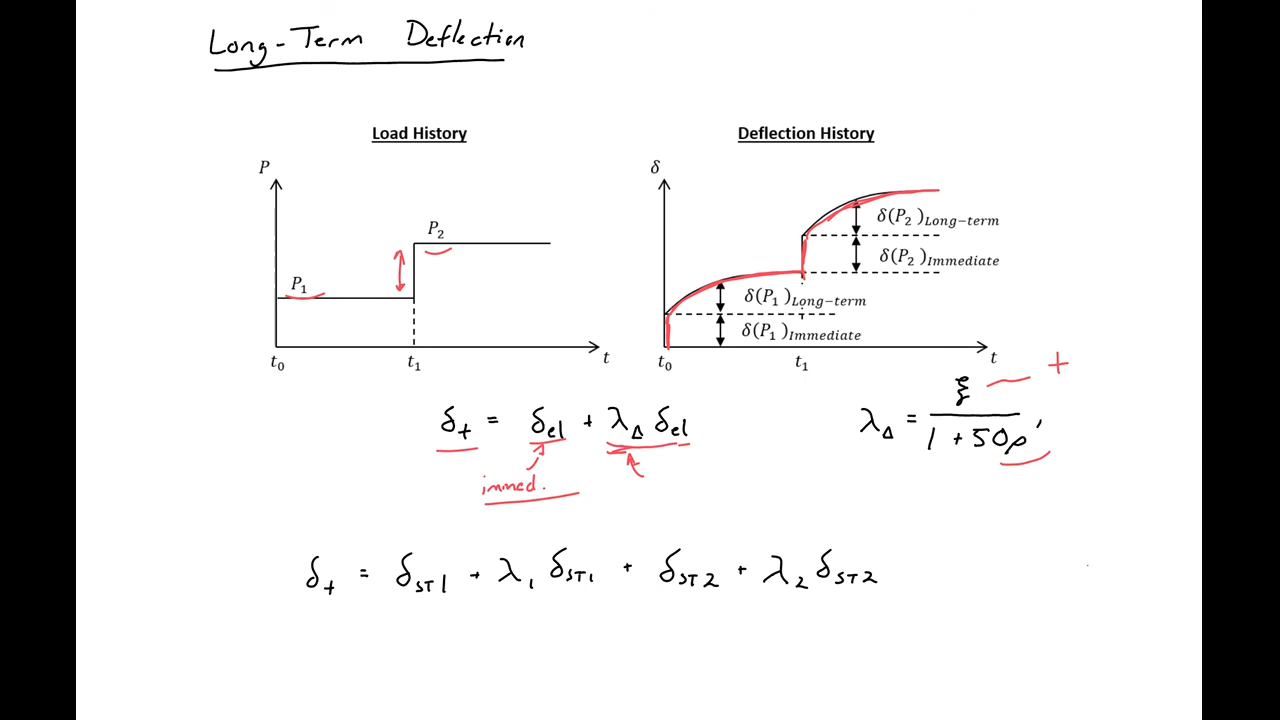 Long-Term Deflection
Load History
P
P₂
P₁
t₀
t₁
t
Deflection History
δ
δ(P₂)Long-term
δ(P₂)Immediate
δ(P₁)Long-term
δ(P₁)Immediate
t₀
t₁
t
δt = δel + λΔ δel
immed.
λΔ = ξ / (1 + 50ρ')
t
δt = δST1 + λ₁ δST1 + δST2 + λ₂ δST2